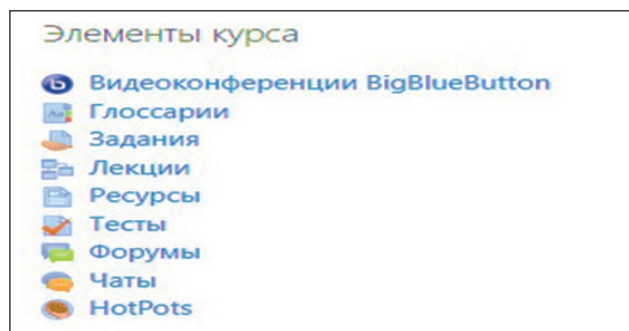 Элементы курса
Видеоконференции BigBlueButton
Глоссарии
Задания
Лекции
Ресурсы
Тесты
Форумы
Чаты
HotPots